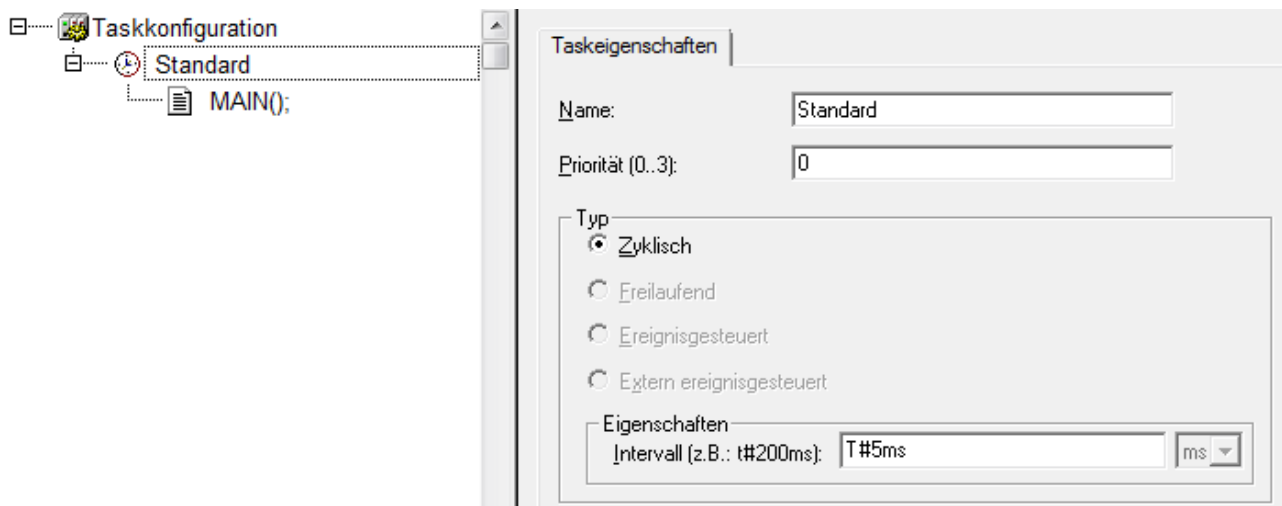 Taskkonfiguration
Standard
MAIN();
Taskeigenschaften
Name: Standard
Priorität (0..3): 0
Typ
Zyklisch
Freilaufend
Ereignisgesteuert
Extern ereignisgesteuert
Eigenschaften
Intervall (z.B.: t#200ms): T#5ms ms